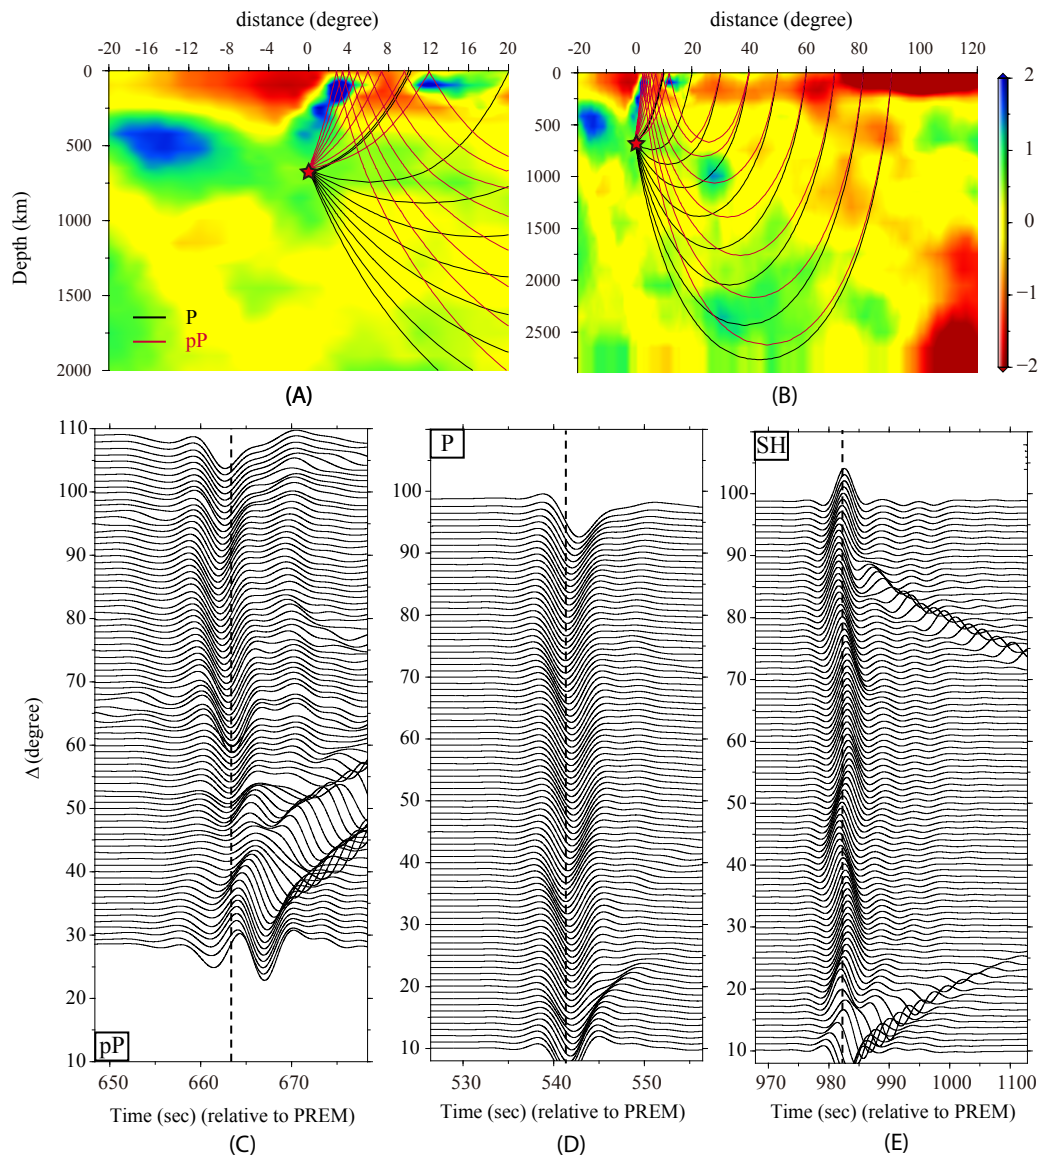 distance (degree)
distance (degree)
-20 -16 -12 -8 -4 0 4 8 12 16 20
-20 0 20 40 60 80 100 120
Depth (km)
0
500
1000
1500
2000
0
500
1000
1500
2000
2500
2
1
0
−1
−2
P
pP
(A)
(B)
Δ (degree)
110
100
90
80
70
60
50
40
30
20
10
pP
650 660 670
Time (sec) (relative to PREM)
(C)
P
100
90
80
70
60
50
40
30
20
10
530 540 550
Time (sec) (relative to PREM)
(D)
SH
100
90
80
70
60
50
40
30
20
10
970 980 990 1000 1100
Time (sec) (relative to PREM)
(E)